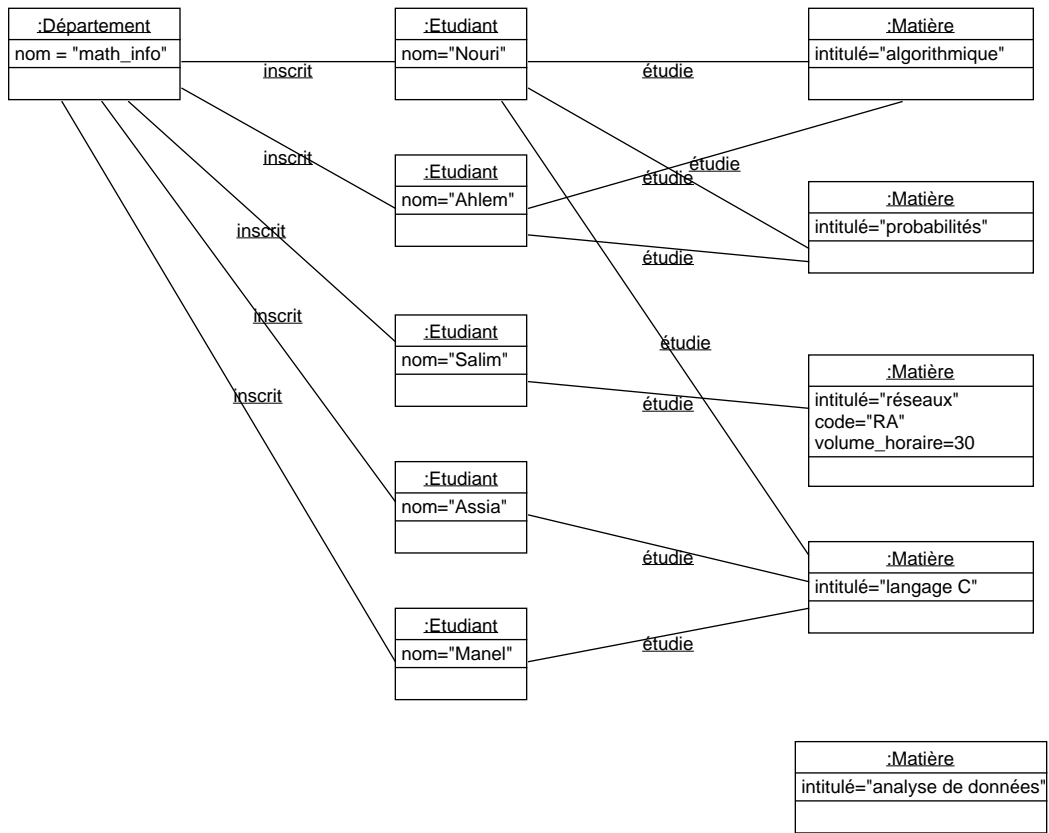 :Département
nom = "math_info"
:Etudiant
nom="Nouri"
:Matière
intitulé="algorithmique"
inscrit
étudie
:Etudiant
nom="Ahlem"
inscrit
étudie
étudie
:Matière
intitulé="probabilités"
inscrit
étudie
:Etudiant
nom="Salim"
inscrit
étudie
:Matière
intitulé="réseaux"
code="RA"
volume_horaire=30
inscrit
étudie
:Etudiant
nom="Assia"
étudie
:Matière
intitulé="langage C"
:Etudiant
nom="Manel"
étudie
:Matière
intitulé="analyse de données"